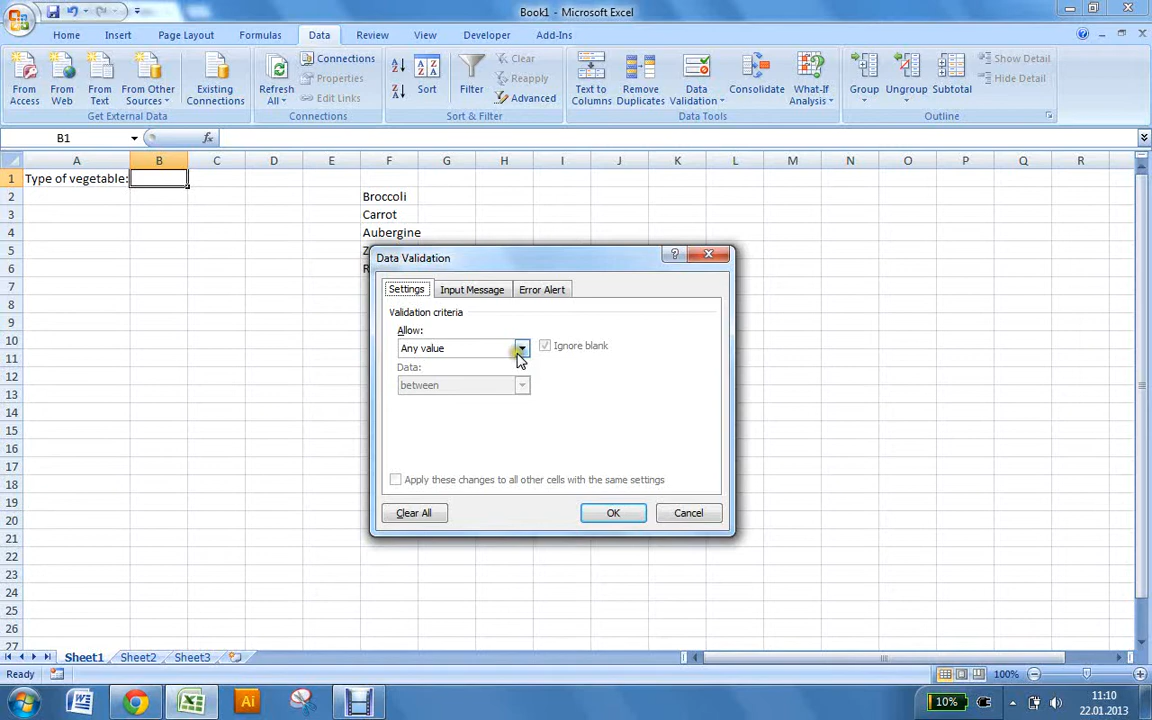 Book1 - Microsoft Excel
Home Insert Page Layout Formulas Data Review View Developer Add-Ins
From Access
From Web
From Text
From Other Sources
Existing Connections
Get External Data
Refresh All
Connections
Properties
Edit Links
Connections
Sort
Filter
Clear
Reapply
Advanced
Sort & Filter
Text to Columns
Remove Duplicates
Data Validation
Consolidate
What-If Analysis
Data Tools
Group
Ungroup
Subtotal
Show Detail
Hide Detail
Outline
B1 fx
A B C D E F G H I J K L M N O P Q R
1 Type of vegetable:
2 Broccoli
3 Carrot
4 Aubergine
5 Z
6 R
7
8
9
10
11
12
13
14
15
16
17
18
19
20
21
22
23
24
25
26
27
Data Validation
?
Settings Input Message Error Alert
Validation criteria
Allow:
Any value
Ignore blank
Data:
between
Apply these changes to all other cells with the same settings
Clear All OK Cancel
Sheet1 Sheet2 Sheet3
Ready 100%
W Ai 10% 11:10
22.01.2013